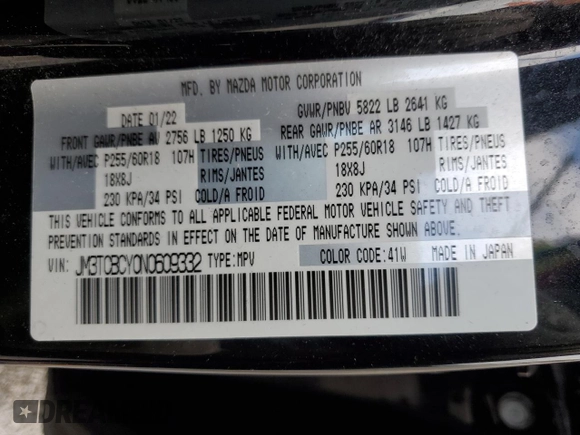 MFD. BY MAZDA MOTOR CORPORATION
DATE 01/22 GVWR/PNBV 5822 LB 2641 KG
FRONT GAWR/PNBE AV 2756 LB 1250 KG REAR GAWR/PNBE AR 3146 LB 1427 KG
WITH/AVEC P255/60R18 107H TIRES/PNEUS WITH/AVEC P255/60R18 107H TIRES/PNEUS
18X8J RIMS/JANTES 18X8J RIMS/JANTES
230 KPA/34 PSI COLD/A FROID 230 KPA/34 PSI COLD/A FROID
THIS VEHICLE CONFORMS TO ALL APPLICABLE FEDERAL MOTOR VEHICLE SAFETY AND THEFT
PREVENTION STANDARDS IN EFFECT ON THE DATE OF MANUFACTURE SHOWN ABOVE.
VIN: JM3TCBCY0N0609332 TYPE:MPV COLOR CODE:41W MADE IN JAPAN